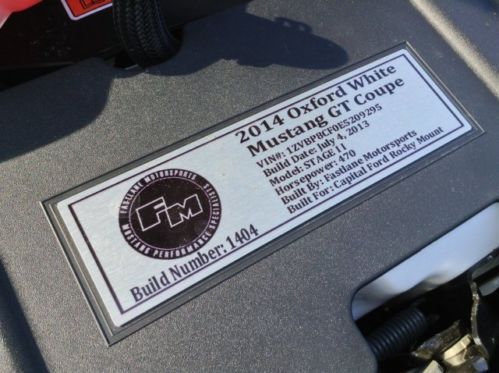 2014 Oxford White
Mustang GT Coupe
VIN#: 1ZVBP8CF0E5209295
Build Date: July 4, 2013
Model: STAGE 11
Horsepower: 470
Built By: Fastlane Motorsports
Built For: Capital Ford Rocky Mount
FASTLANE MOTORSPORTS
FM
MUSTANG PERFORMANCE SPECIALISTS
Build Number: 1404